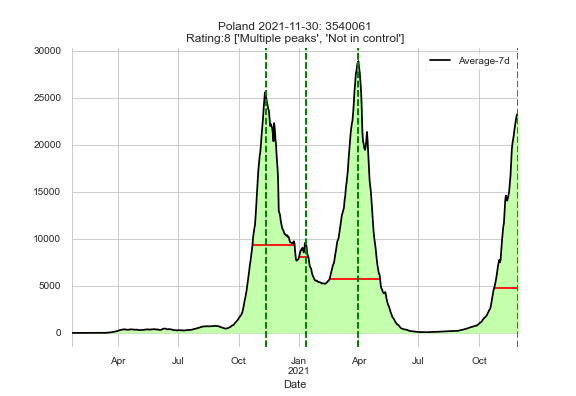 Poland 2021-11-30: 3540061
Rating:8 ['Multiple peaks', 'Not in control']
Average-7d
30000
25000
20000
15000
10000
5000
0
Apr Jul Oct Jan Apr Jul Oct
2021
Date